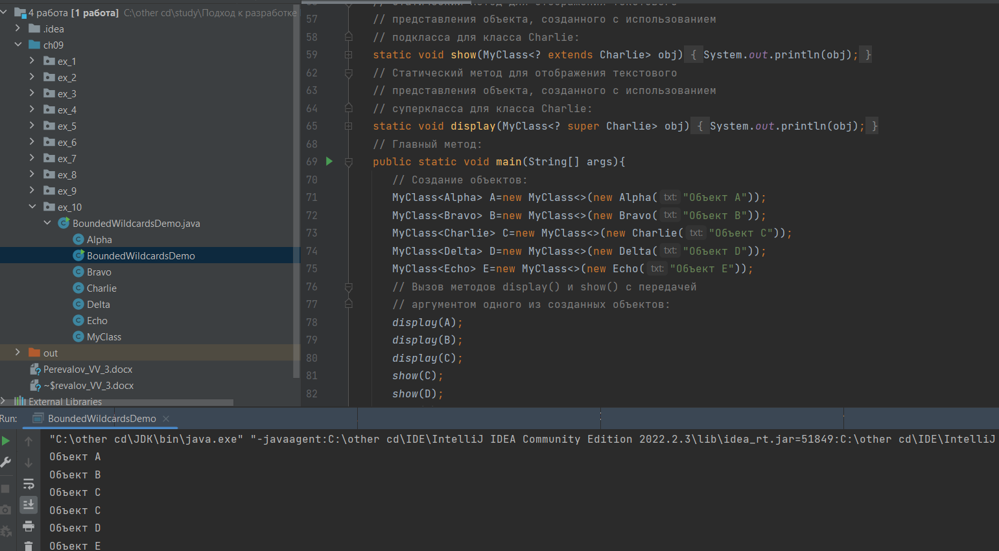 4 работа [1 работа] C:\other cd\study\Подход к разработке
.idea
ch09
ex_1
ex_2
ex_3
ex_4
ex_5
ex_6
ex_7
ex_8
ex_9
ex_10
BoundedWildcardsDemo.java
Alpha
BoundedWildcardsDemo
Bravo
Charlie
Delta
Echo
MyClass
out
Perevalov_VV_3.docx
~$revalov_VV_3.docx
External Libraries
// Статический метод для отображения текстового
57 // представления объекта, созданного с использованием
58 // подкласса для класса Charlie:
59 static void show(MyClass<? extends Charlie> obj) { System.out.println(obj); }
62 // Статический метод для отображения текстового
63 // представления объекта, созданного с использованием
64 // суперкласса для класса Charlie:
65 static void display(MyClass<? super Charlie> obj) { System.out.println(obj); }
68 // Главный метод:
69 public static void main(String[] args){
70 // Создание объектов:
71 MyClass<Alpha> A=new MyClass<>(new Alpha( txt: "Объект A"));
72 MyClass<Bravo> B=new MyClass<>(new Bravo( txt: "Объект B"));
73 MyClass<Charlie> C=new MyClass<>(new Charlie( txt: "Объект C"));
74 MyClass<Delta> D=new MyClass<>(new Delta( txt: "Объект D"));
75 MyClass<Echo> E=new MyClass<>(new Echo( txt: "Объект E"));
76 // Вызов методов display() и show() с передачей
77 // аргументом одного из созданных объектов:
78 display(A);
79 display(B);
80 display(C);
81 show(C);
82 show(D);
Run: BoundedWildcardsDemo
"C:\other cd\JDK\bin\java.exe" "-javaagent:C:\other cd\IDE\IntelliJ IDEA Community Edition 2022.2.3\lib\idea_rt.jar=51849:C:\other cd\IDE\IntelliJ
Объект A
Объект B
Объект C
Объект C
Объект D
Объект E